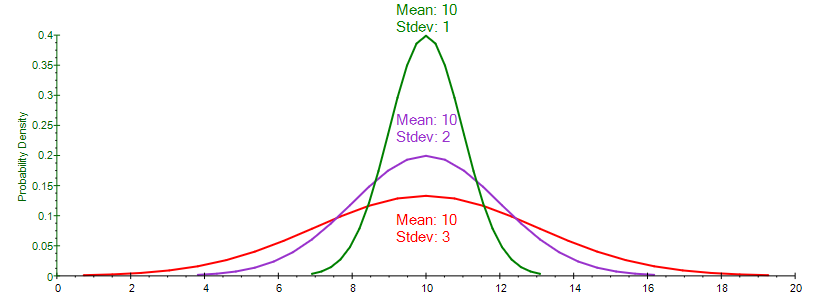 Mean: 10
Stdev: 1
0.4
0.35
0.3
0.25
0.2
0.15
0.1
0.05
0
Probability Density
Mean: 10
Stdev: 2
Mean: 10
Stdev: 3
0 2 4 6 8 10 12 14 16 18 20